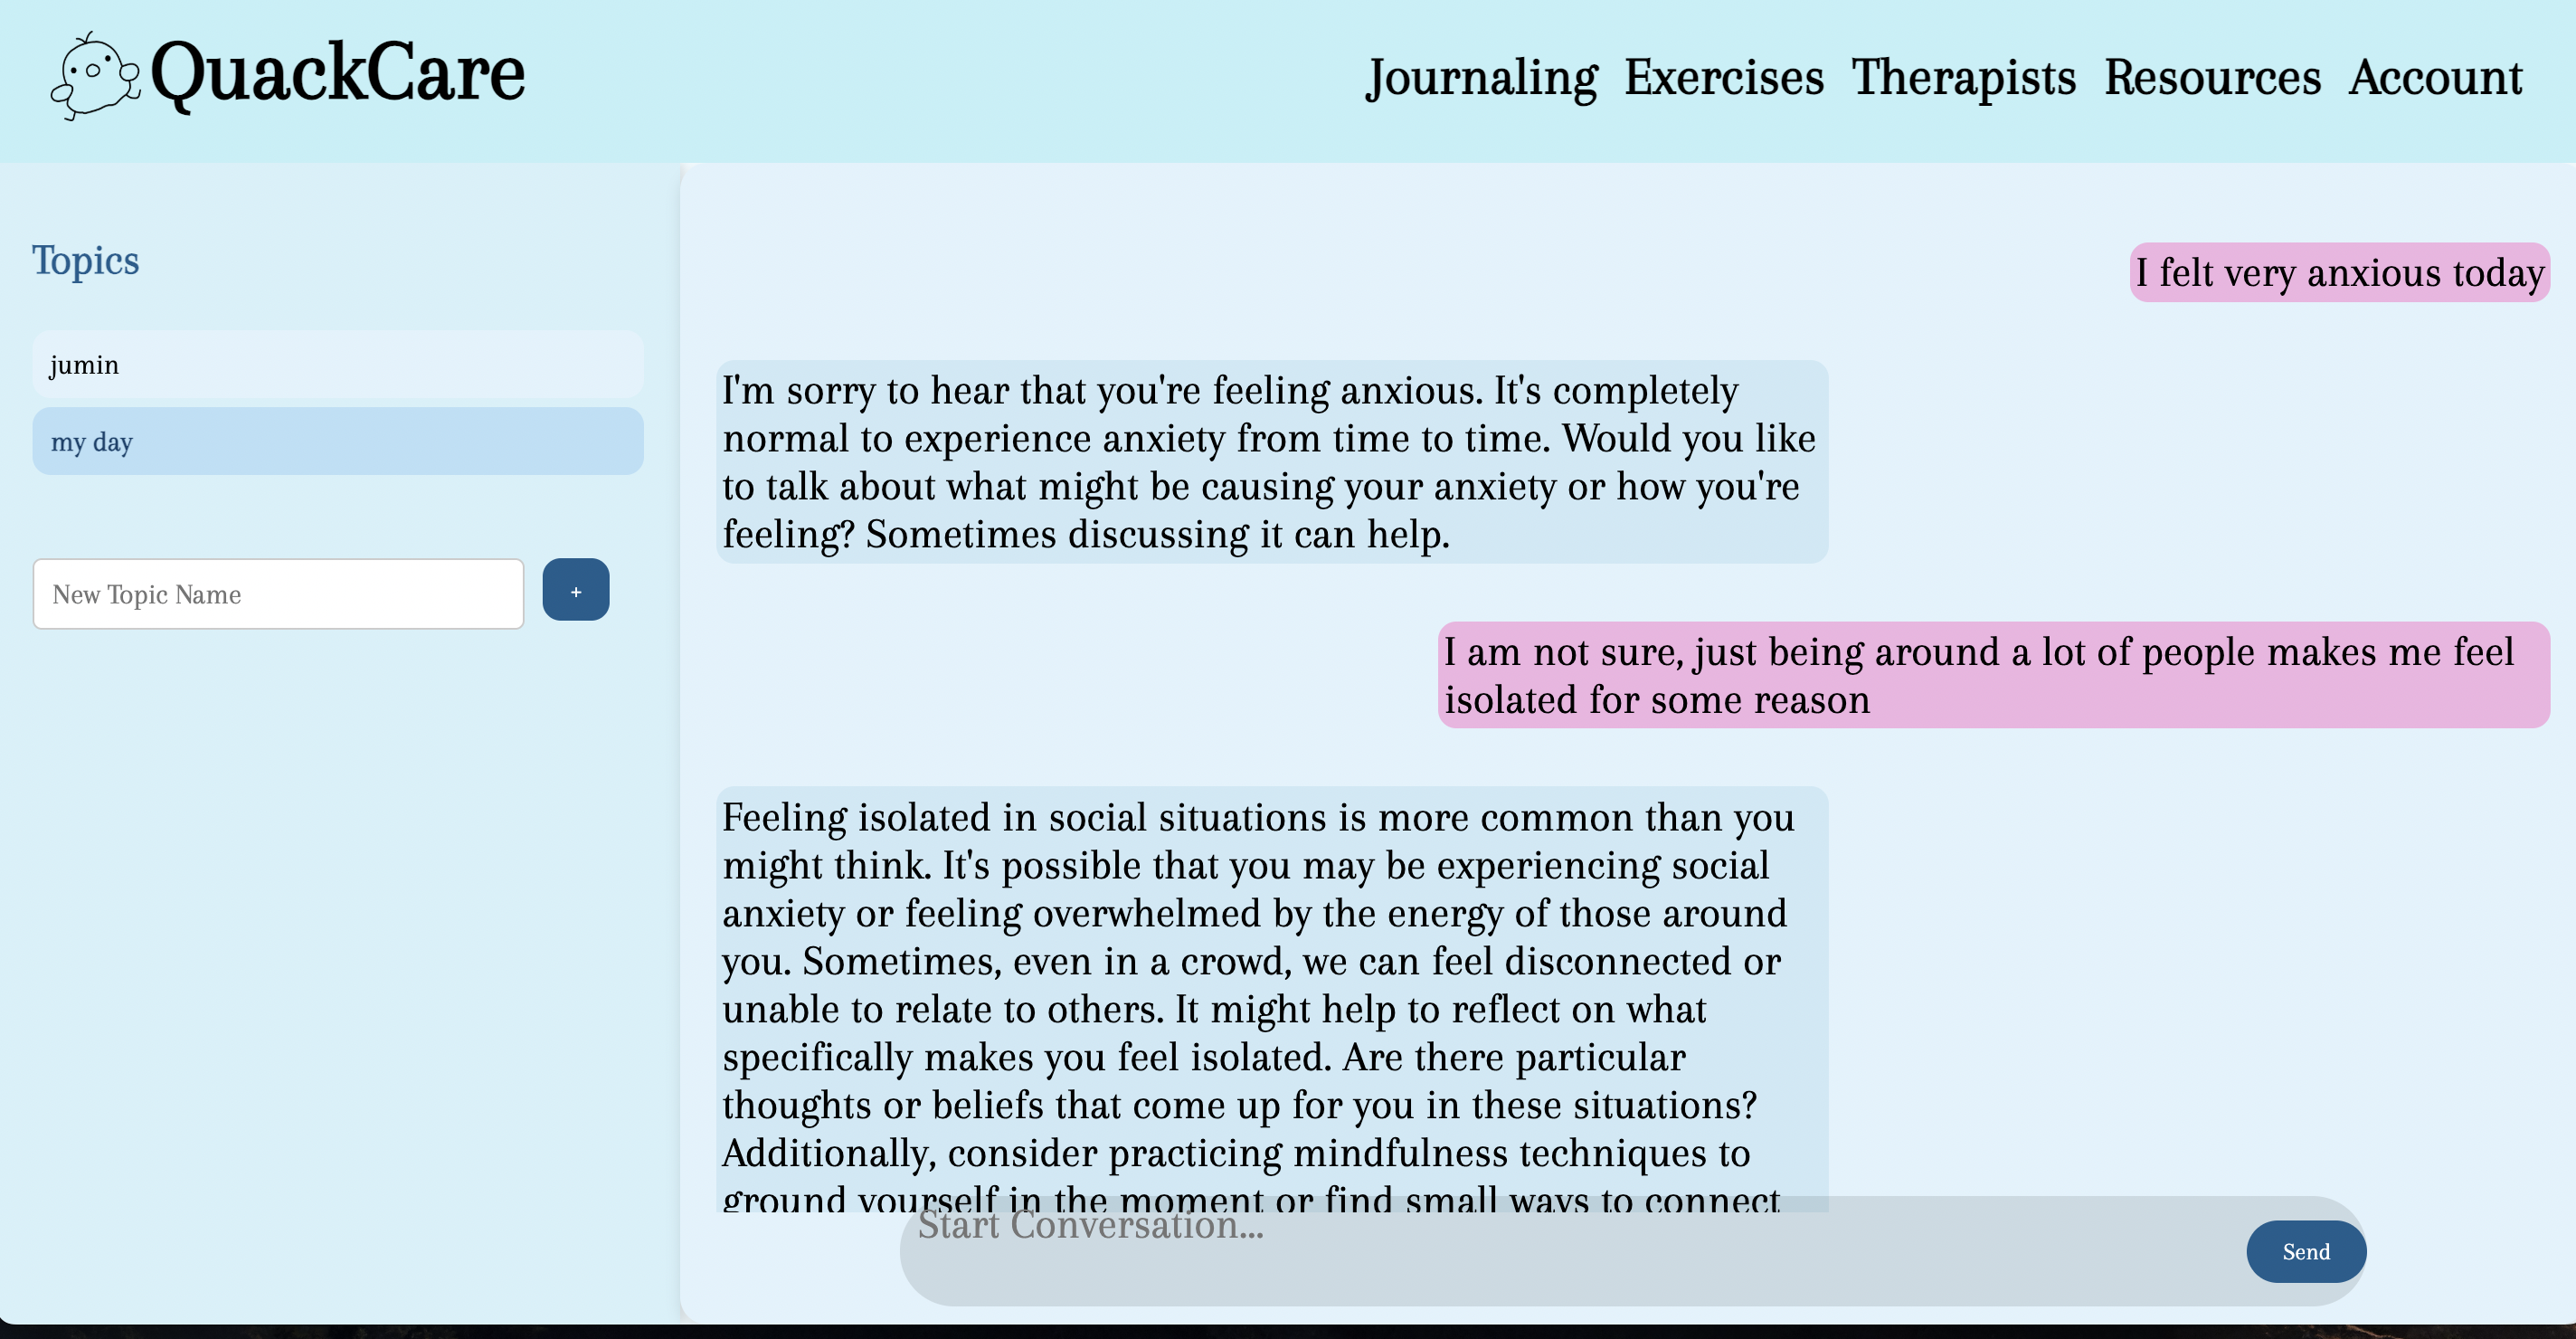 QuackCare
Journaling Exercises Therapists Resources Account
Topics
jumin
my day
New Topic Name
+
I felt very anxious today
I'm sorry to hear that you're feeling anxious. It's completely
normal to experience anxiety from time to time. Would you like
to talk about what might be causing your anxiety or how you're
feeling? Sometimes discussing it can help.
I am not sure, just being around a lot of people makes me feel
isolated for some reason
Feeling isolated in social situations is more common than you
might think. It's possible that you may be experiencing social
anxiety or feeling overwhelmed by the energy of those around
you. Sometimes, even in a crowd, we can feel disconnected or
unable to relate to others. It might help to reflect on what
specifically makes you feel isolated. Are there particular
thoughts or beliefs that come up for you in these situations?
Additionally, consider practicing mindfulness techniques to
ground yourself in the moment or find small ways to connect
Start Conversation...
Send